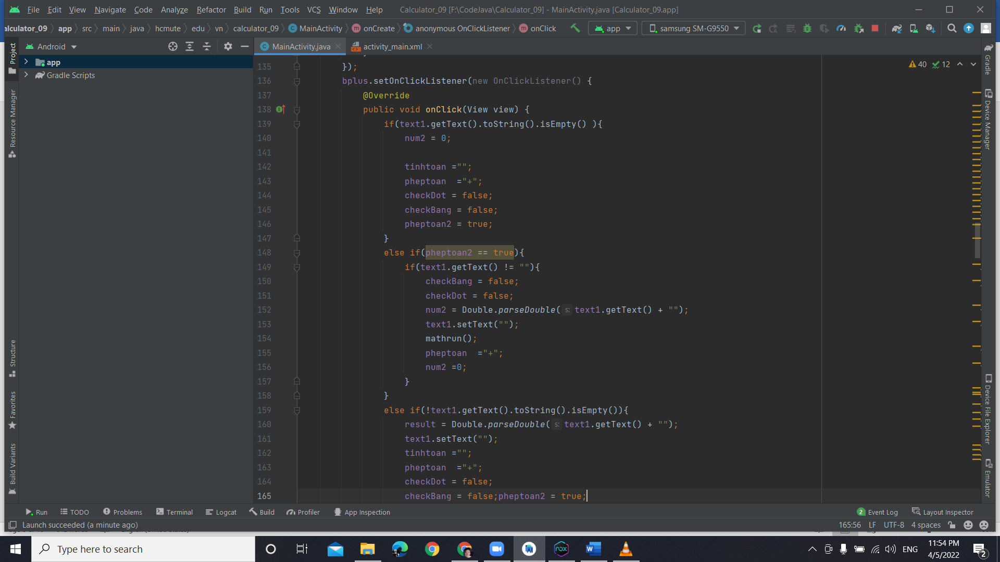 File Edit View Navigate Code Analyze Refactor Build Run Tools VCS Window Help Calculator_09 [F:\CodeJava\Calculator_09] - MainActivity.java [Calculator_09.app]
alculator_09 app src main java hcmute edu vn calculator_09 MainActivity onCreate anonymous OnClickListener onClick app samsung SM-G9550
Android
MainActivity.java activity_main.xml
app
Gradle Scripts
Project
Resource Manager
Structure
Favorites
Build Variants
40 12
135 });
136 bplus.setOnClickListener(new OnClickListener() {
137 @Override
138 public void onClick(View view) {
139 if(text1.getText().toString().isEmpty() ){
140 num2 = 0;
141
142 tinhtoan ="";
143 pheptoan  ="+";
144 checkDot = false;
145 checkBang = false;
146 pheptoan2 = true;
147 }
148 else if(pheptoan2 == true){
149 if(text1.getText() != ""){
150 checkBang = false;
151 checkDot = false;
152 num2 = Double.parseDouble( s: text1.getText() + "");
153 text1.setText("");
154 mathrun();
155 pheptoan  ="+";
156 num2 =0;
157 }
158 }
159 else if(!text1.getText().toString().isEmpty()){
160 result = Double.parseDouble( s: text1.getText() + "");
161 text1.setText("");
162 tinhtoan ="";
163 pheptoan  ="+";
164 checkDot = false;
165 checkBang = false;pheptoan2 = true;
Gradle
Device Manager
Device File Explorer
Emulator
Run TODO Problems Terminal Logcat Build Profiler App Inspection 2 Event Log Layout Inspector
Launch succeeded (a minute ago) 165:56 LF UTF-8 4 spaces
Type here to search
ENG
11:54 PM
4/5/2022
2